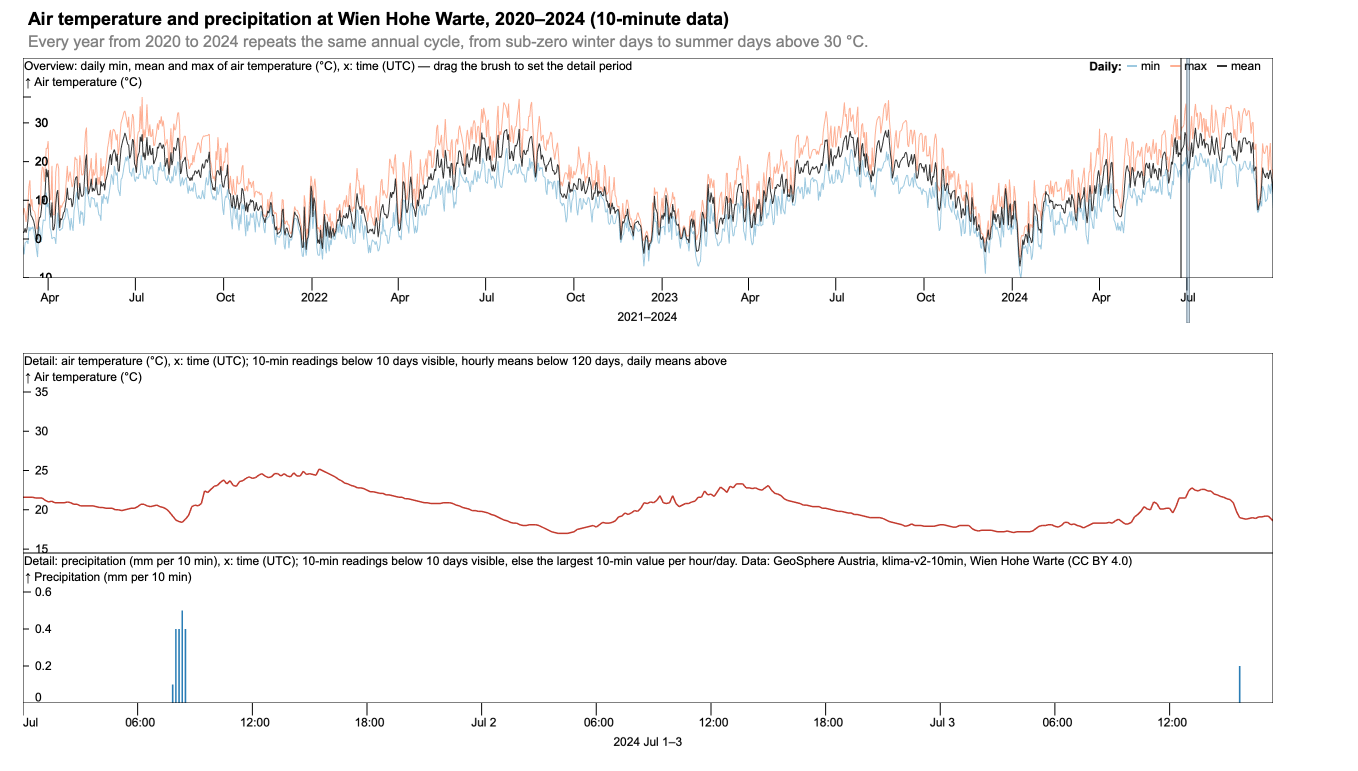 Air temperature and precipitation at Wien Hohe Warte, 2020–2024 (10-minute data)
Every year from 2020 to 2024 repeats the same annual cycle, from sub-zero winter days to summer days above 30 °C.
Overview: daily min, mean and max of air temperature (°C), x: time (UTC) — drag the brush to set the detail period
Daily: min max mean
↑ Air temperature (°C)
30
20
10
0
10
Apr Jul Oct 2022 Apr Jul Oct 2023 Apr Jul Oct 2024 Apr Jul
2021–2024
Detail: air temperature (°C), x: time (UTC); 10-min readings below 10 days visible, hourly means below 120 days, daily means above
↑ Air temperature (°C)
35
30
25
20
15
Detail: precipitation (mm per 10 min), x: time (UTC); 10-min readings below 10 days visible, else the largest 10-min value per hour/day. Data: GeoSphere Austria, klima-v2-10min, Wien Hohe Warte (CC BY 4.0)
↑ Precipitation (mm per 10 min)
0.6
0.4
0.2
0
Jul 06:00 12:00 18:00 Jul 2 06:00 12:00 18:00 Jul 3 06:00 12:00
2024 Jul 1–3